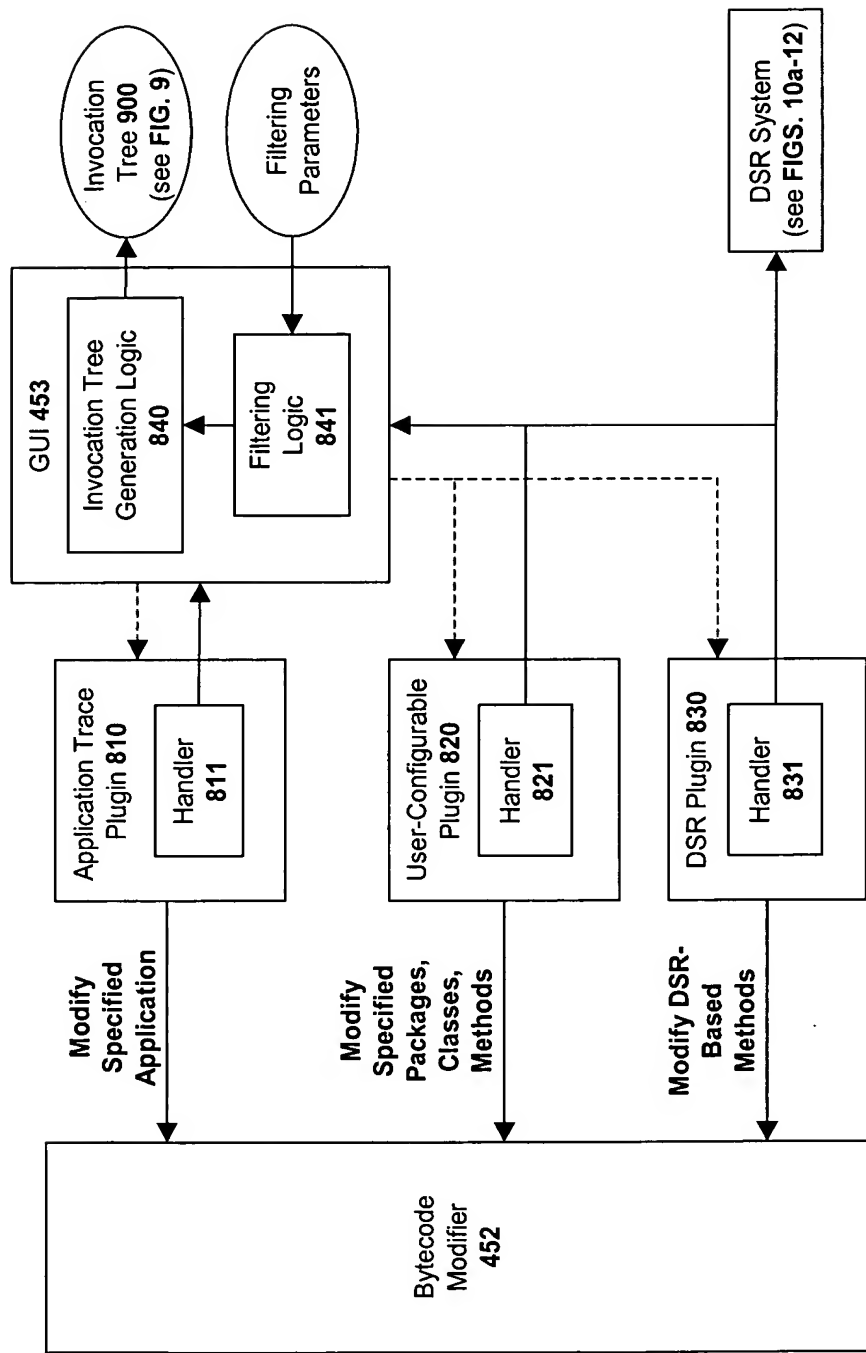 Bytecode
Modifier
452
Modify
Specified
Application
Modify
Specified
Packages,
Classes,
Methods
Modify DSR-
Based
Methods
Application Trace
Plugin 810
Handler
811
User-Configurable
Plugin 820
Handler
821
DSR Plugin 830
Handler
831
GUI 453
Invocation Tree
Generation Logic
840
Filtering
Logic
841
Invocation
Tree 900
(see FIG. 9)
Filtering
Parameters
DSR System
(see FIGS. 10a-12)